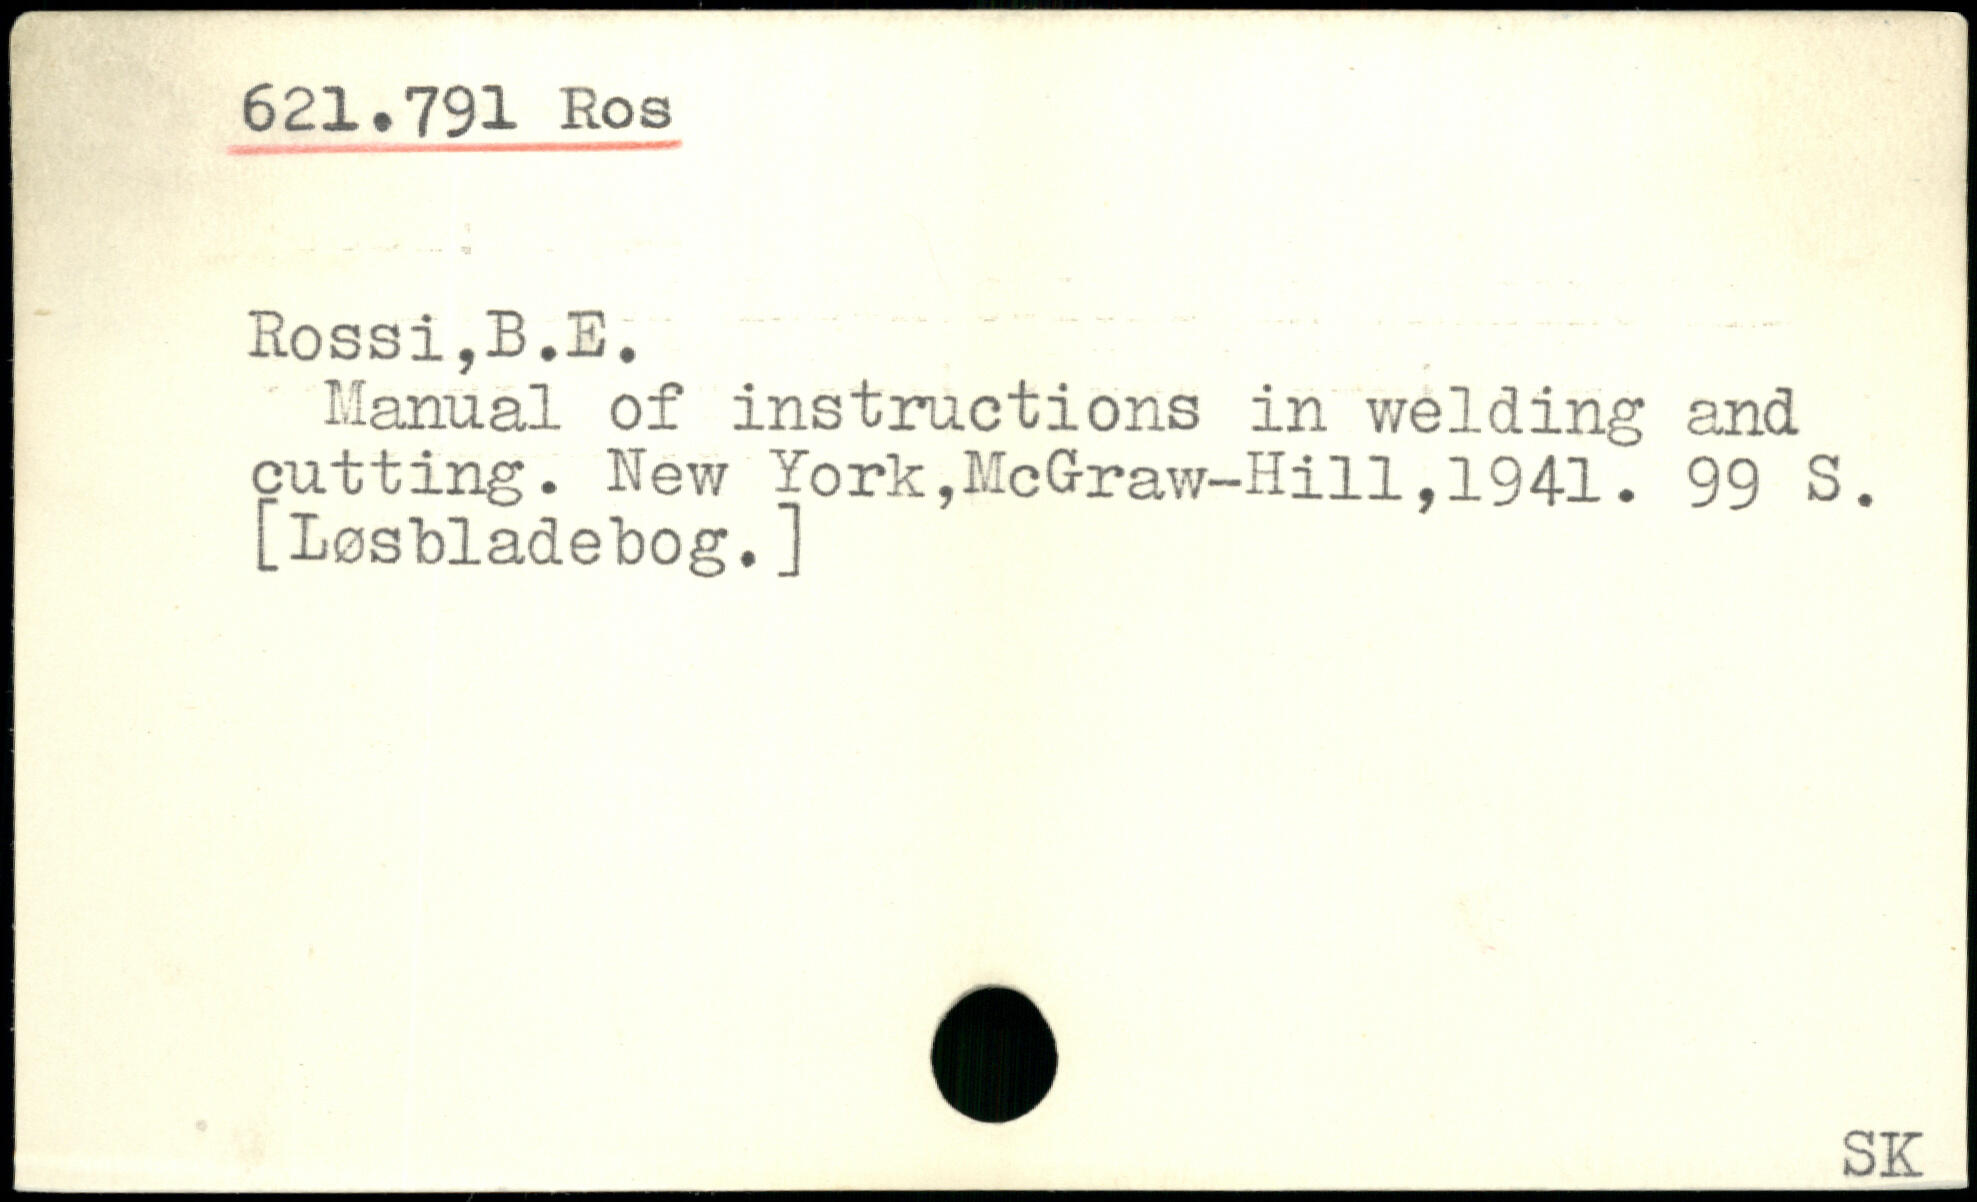 621.791 Ros
Rossi,B.E.
Manual of instructions in welding and
cutting. New York,McGraw-Hill,1941. 99 S.
[Løsbladebog.]
SK